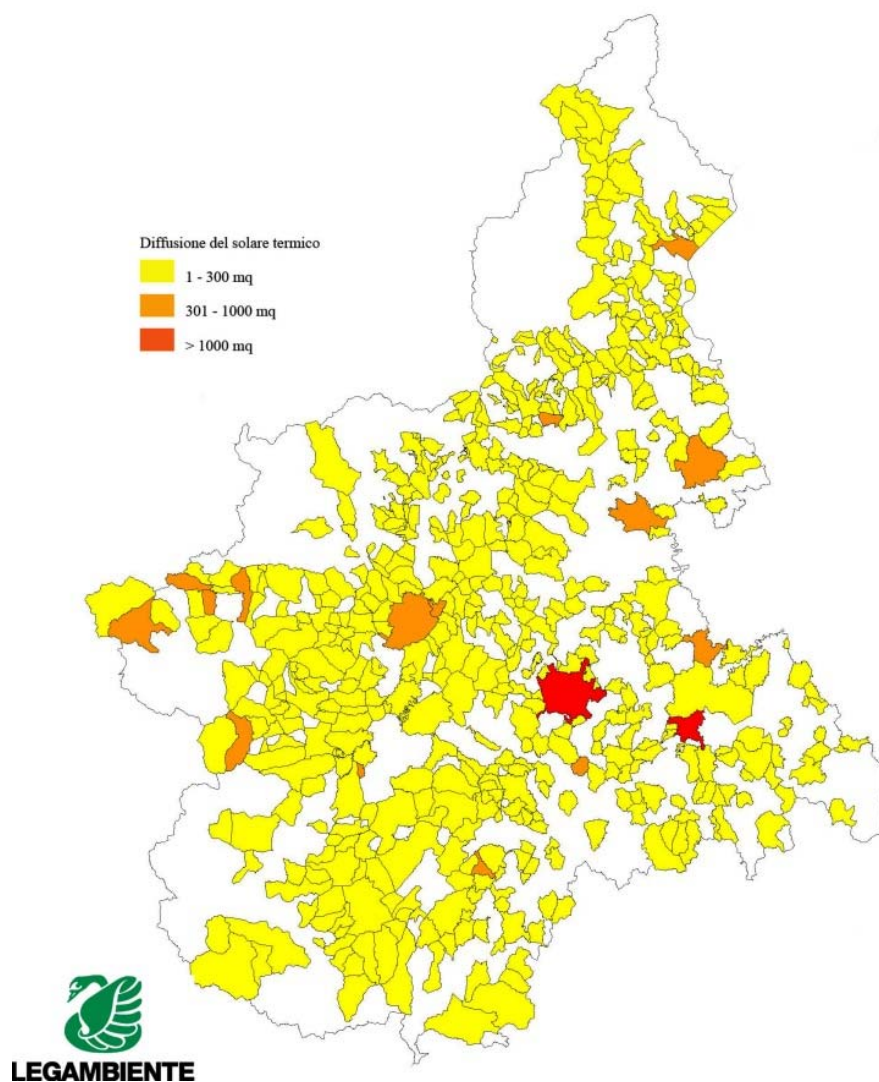 Diffusione del solare termico
1 - 300 mq
301 - 1000 mq
> 1000 mq
LEGAMBIENTE